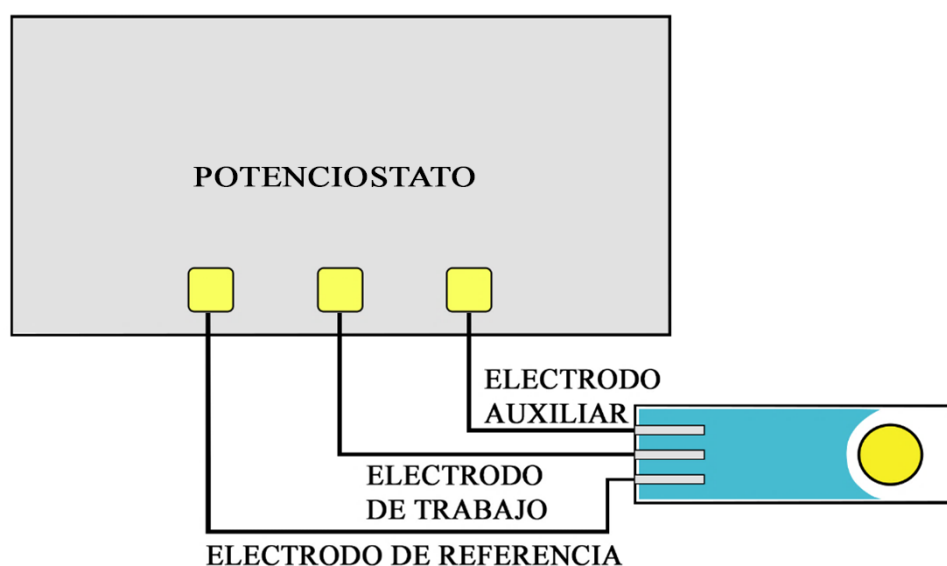 POTENCIOSTATO
ELECTRODO
AUXILIAR
ELECTRODO
DE TRABAJO
ELECTRODO DE REFERENCIA